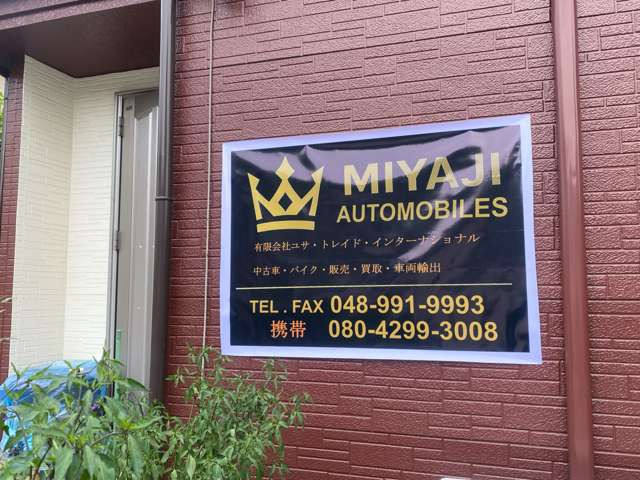 MIYAJI
AUTOMOBILES
有限会社ユサ・トレイド・インターナショナル
中古車・バイク・販売・買取・車両輸出
TEL . FAX 048-991-9993
携帯 080-4299-3008